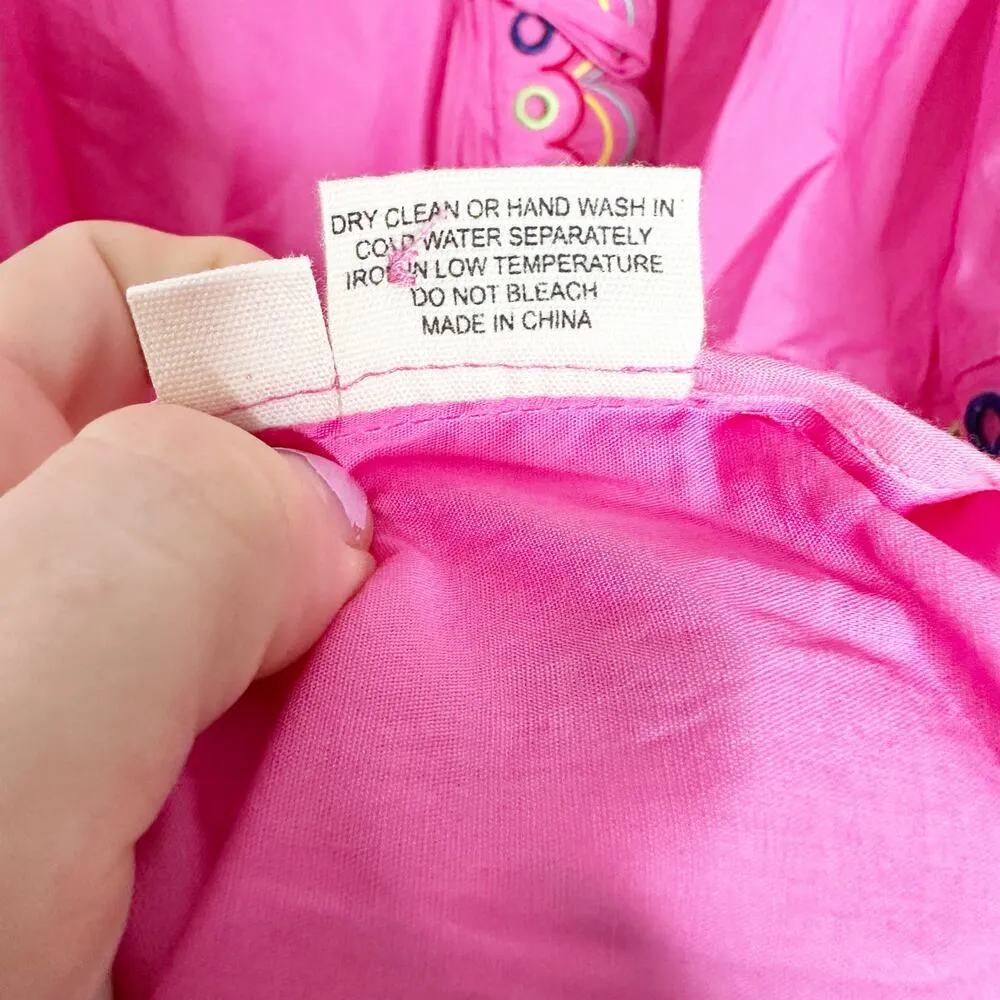 DRY CLEAN OR HAND WASH IN
COLD WATER SEPARATELY
IRON IN LOW TEMPERATURE
DO NOT BLEACH
MADE IN CHINA